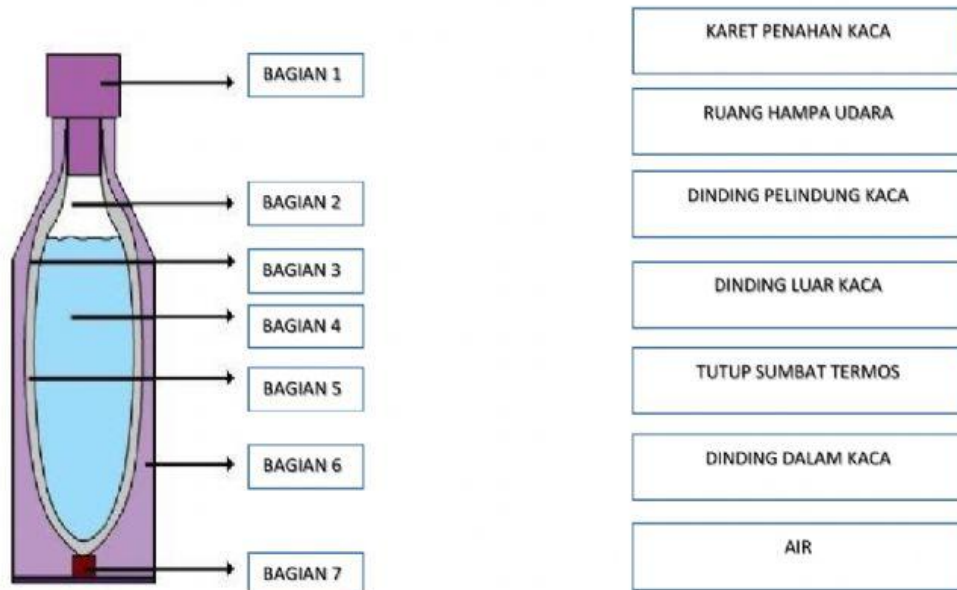 BAGIAN 1
BAGIAN 2
BAGIAN 3
BAGIAN 4
BAGIAN 5
BAGIAN 6
BAGIAN 7
KARET PENAHAN KACA
RUANG HAMPA UDARA
DINDING PELINDUNG KACA
DINDING LUAR KACA
TUTUP SUMBAT TERMOS
DINDING DALAM KACA
AIR